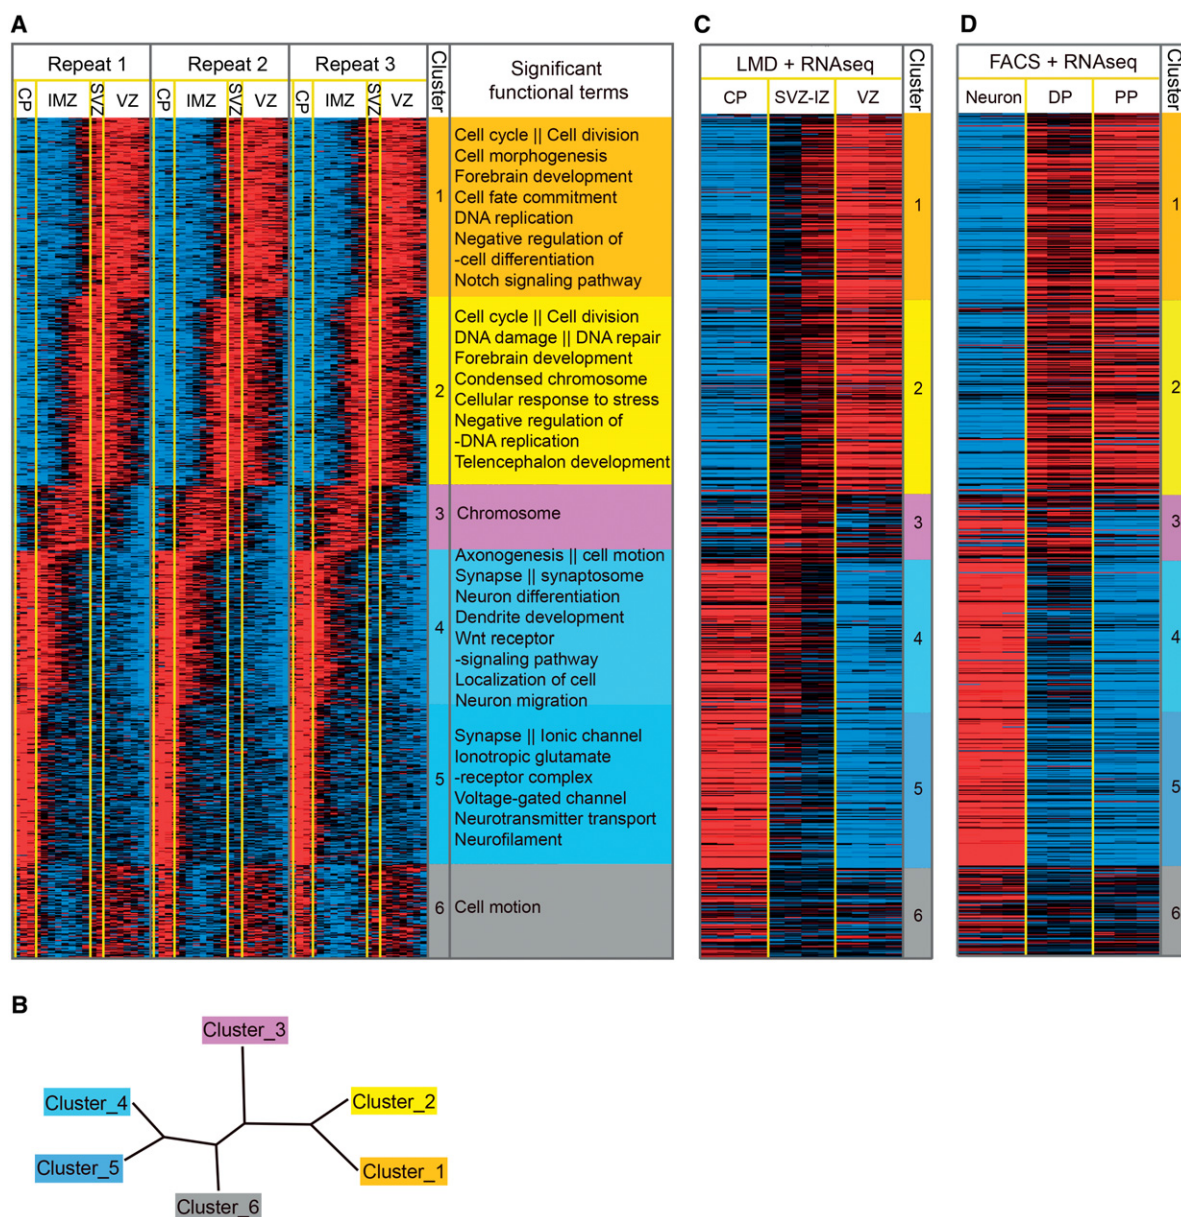 A
Repeat 1 Repeat 2 Repeat 3 Cluster Significant
functional terms
CP IMZ SVZ VZ CP IMZ SVZ VZ CP IMZ SVZ VZ
1
Cell cycle || Cell division
Cell morphogenesis
Forebrain development
Cell fate commitment
DNA replication
Negative regulation of
-cell differentiation
Notch signaling pathway
2
Cell cycle || Cell division
DNA damage || DNA repair
Forebrain development
Condensed chromosome
Cellular response to stress
Negative regulation of
-DNA replication
Telencephalon development
3 Chromosome
4
Axonogenesis || cell motion
Synapse || synaptosome
Neuron differentiation
Dendrite development
Wnt receptor
-signaling pathway
Localization of cell
Neuron migration
5
Synapse || Ionic channel
Ionotropic glutamate
-receptor complex
Voltage-gated channel
Neurotransmitter transport
Neurofilament
6 Cell motion
C
LMD + RNAseq Cluster
CP SVZ-IZ VZ
1
2
3
4
5
6
D
FACS + RNAseq Cluster
Neuron DP PP
1
2
3
4
5
6
B
Cluster_3
Cluster_4
Cluster_2
Cluster_5
Cluster_1
Cluster_6